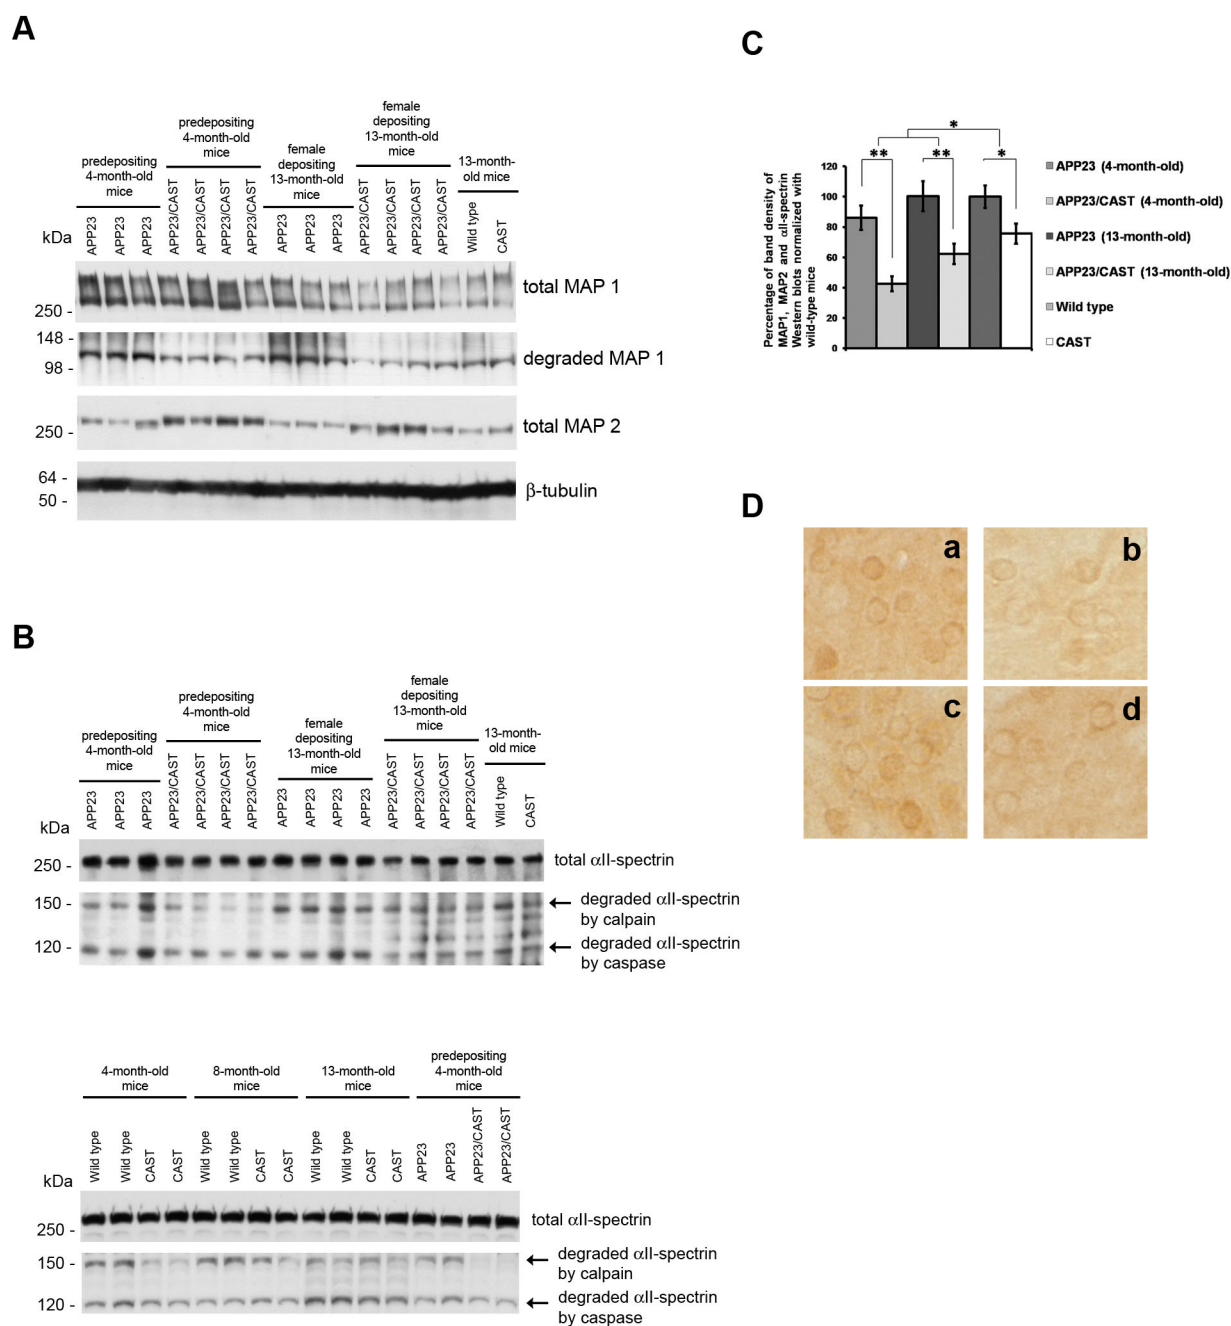 A
predepositing
4-month-old
mice
predepositing
4-month-old
mice
female
depositing
13-month-old
mice
female
depositing
13-month-old
mice
13-month-
old mice
kDa
APP23
APP23
APP23
APP23/CAST
APP23/CAST
APP23/CAST
APP23/CAST
APP23
APP23
APP23
APP23/CAST
APP23/CAST
APP23/CAST
APP23/CAST
Wild type
CAST
250 -
total MAP 1
148 -
98 -
degraded MAP 1
250 -
total MAP 2
64 -
50 -
β-tubulin
B
predepositing
4-month-old
mice
predepositing
4-month-old
mice
female
depositing
13-month-old
mice
female
depositing
13-month-old
mice
13-month-
old mice
kDa
APP23
APP23
APP23
APP23/CAST
APP23/CAST
APP23/CAST
APP23/CAST
APP23
APP23
APP23
APP23
APP23/CAST
APP23/CAST
APP23/CAST
APP23/CAST
Wild type
CAST
250 -
total αII-spectrin
150 -
degraded αII-spectrin
by calpain
120 -
degraded αII-spectrin
by caspase
4-month-old
mice
8-month-old
mice
13-month-old
mice
predepositing
4-month-old
mice
kDa
Wild type
Wild type
CAST
CAST
Wild type
Wild type
CAST
CAST
Wild type
Wild type
CAST
CAST
APP23
APP23
APP23/CAST
APP23/CAST
250 -
total αII-spectrin
150 -
degraded αII-spectrin
by calpain
120 -
degraded αII-spectrin
by caspase
C
Percentage of band density of
MAP1, MAP2 and αII-spectrin
Western blots normalized with
wild-type mice
120
100
80
60
40
20
0
**
**
*
*
APP23 (4-month-old)
APP23/CAST (4-month-old)
APP23 (13-month-old)
APP23/CAST (13-month-old)
Wild type
CAST
D
a
b
c
d